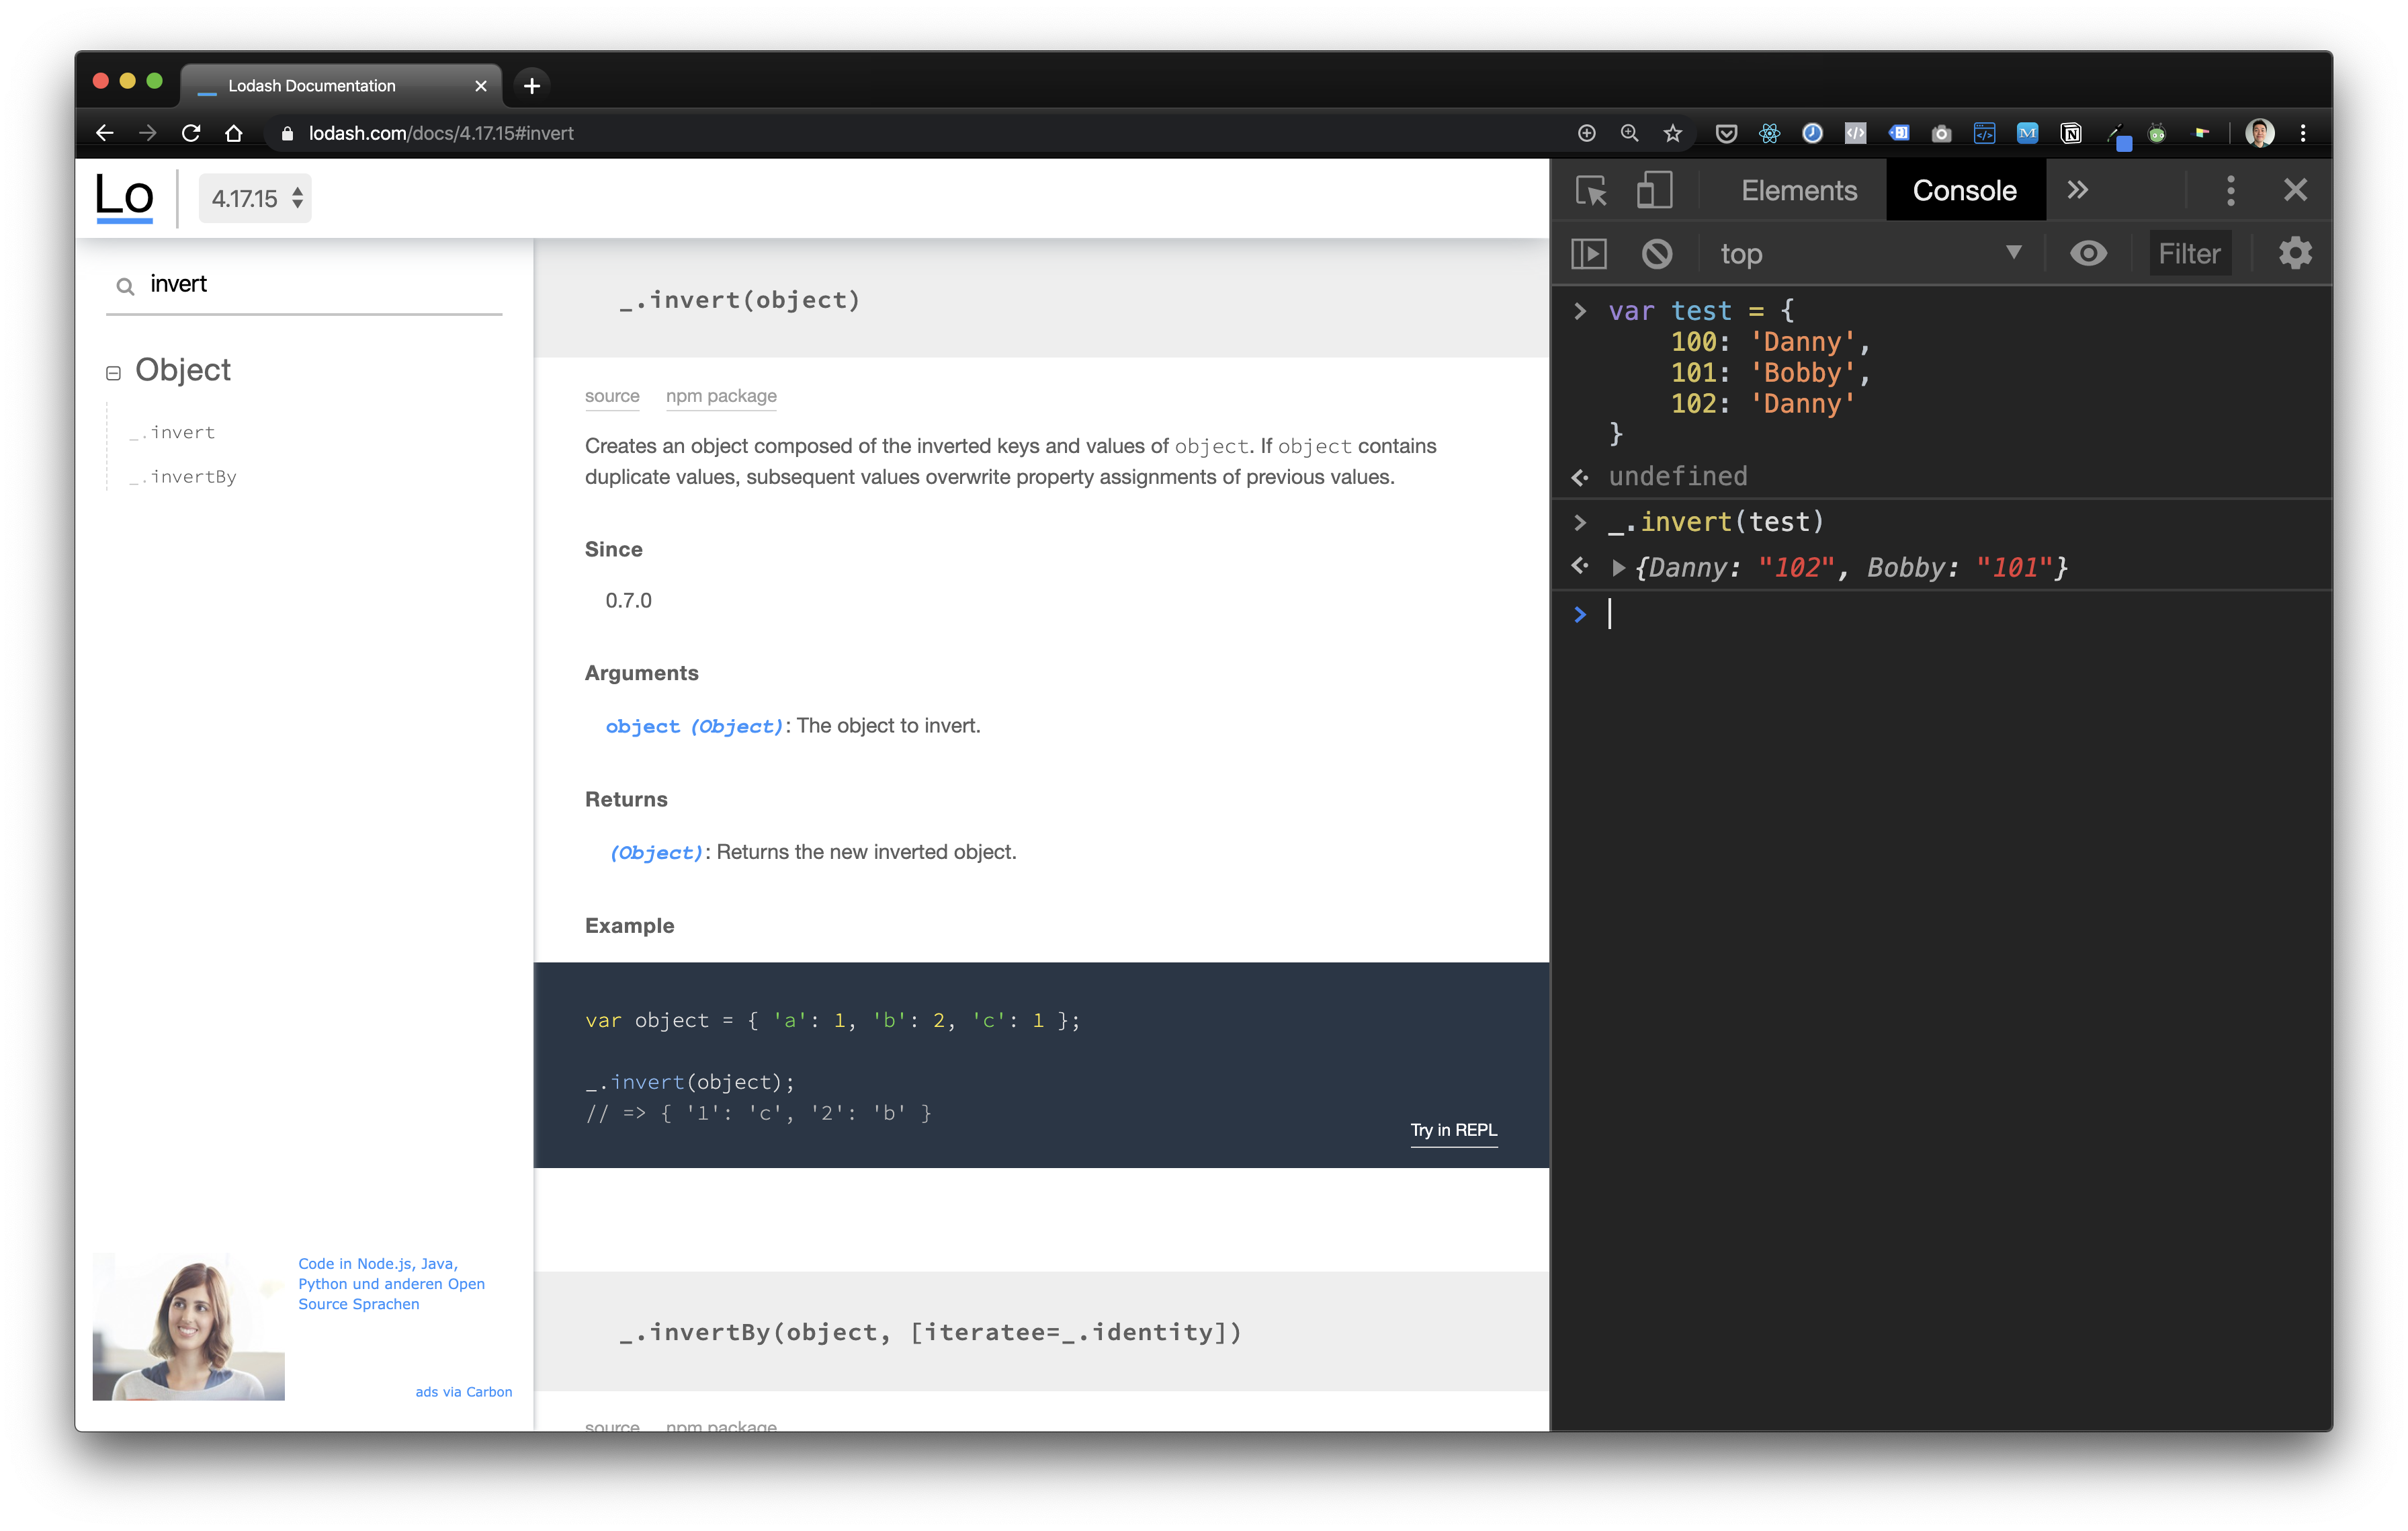 Lodash Documentation
lodash.com/docs/4.17.15#invert
Lo
4.17.15
invert
Object
_.invert
_.invertBy
Code in Node.js, Java,
Python und anderen Open
Source Sprachen
ads via Carbon
_.invert(object)
source npm package
Creates an object composed of the inverted keys and values of object. If object contains
duplicate values, subsequent values overwrite property assignments of previous values.
Since
0.7.0
Arguments
object (Object): The object to invert.
Returns
(Object): Returns the new inverted object.
Example
var object = { 'a': 1, 'b': 2, 'c': 1 };
_.invert(object);
// => { '1': 'c', '2': 'b' }
Try in REPL
_.invertBy(object, [iteratee=_.identity])
source npm package
Elements Console
top Filter
> var test = {
100: 'Danny',
101: 'Bobby',
102: 'Danny'
}
undefined
> _.invert(test)
{Danny: "102", Bobby: "101"}
>